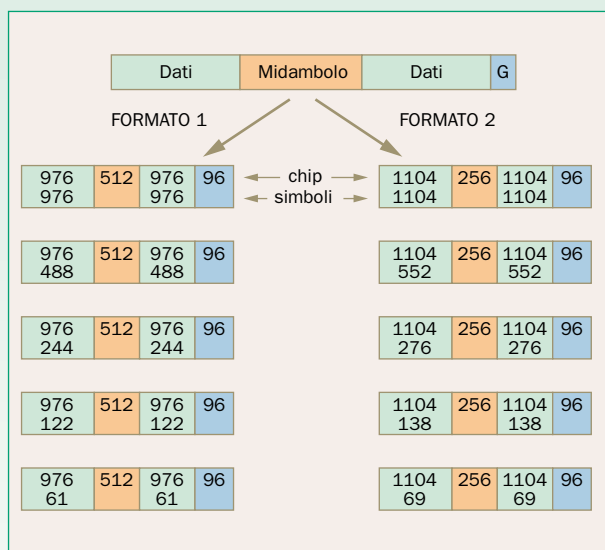 Dati Midambolo Dati G
FORMATO 1 FORMATO 2
976 512 976 96 chip 1104 256 1104 96
976 976 simboli 1104 1104
976 512 976 96 1104 256 1104 96
488 488 552 552
976 512 976 96 1104 256 1104 96
244 244 276 276
976 512 976 96 1104 256 1104 96
122 122 138 138
976 512 976 96 1104 256 1104 96
61 61 69 69